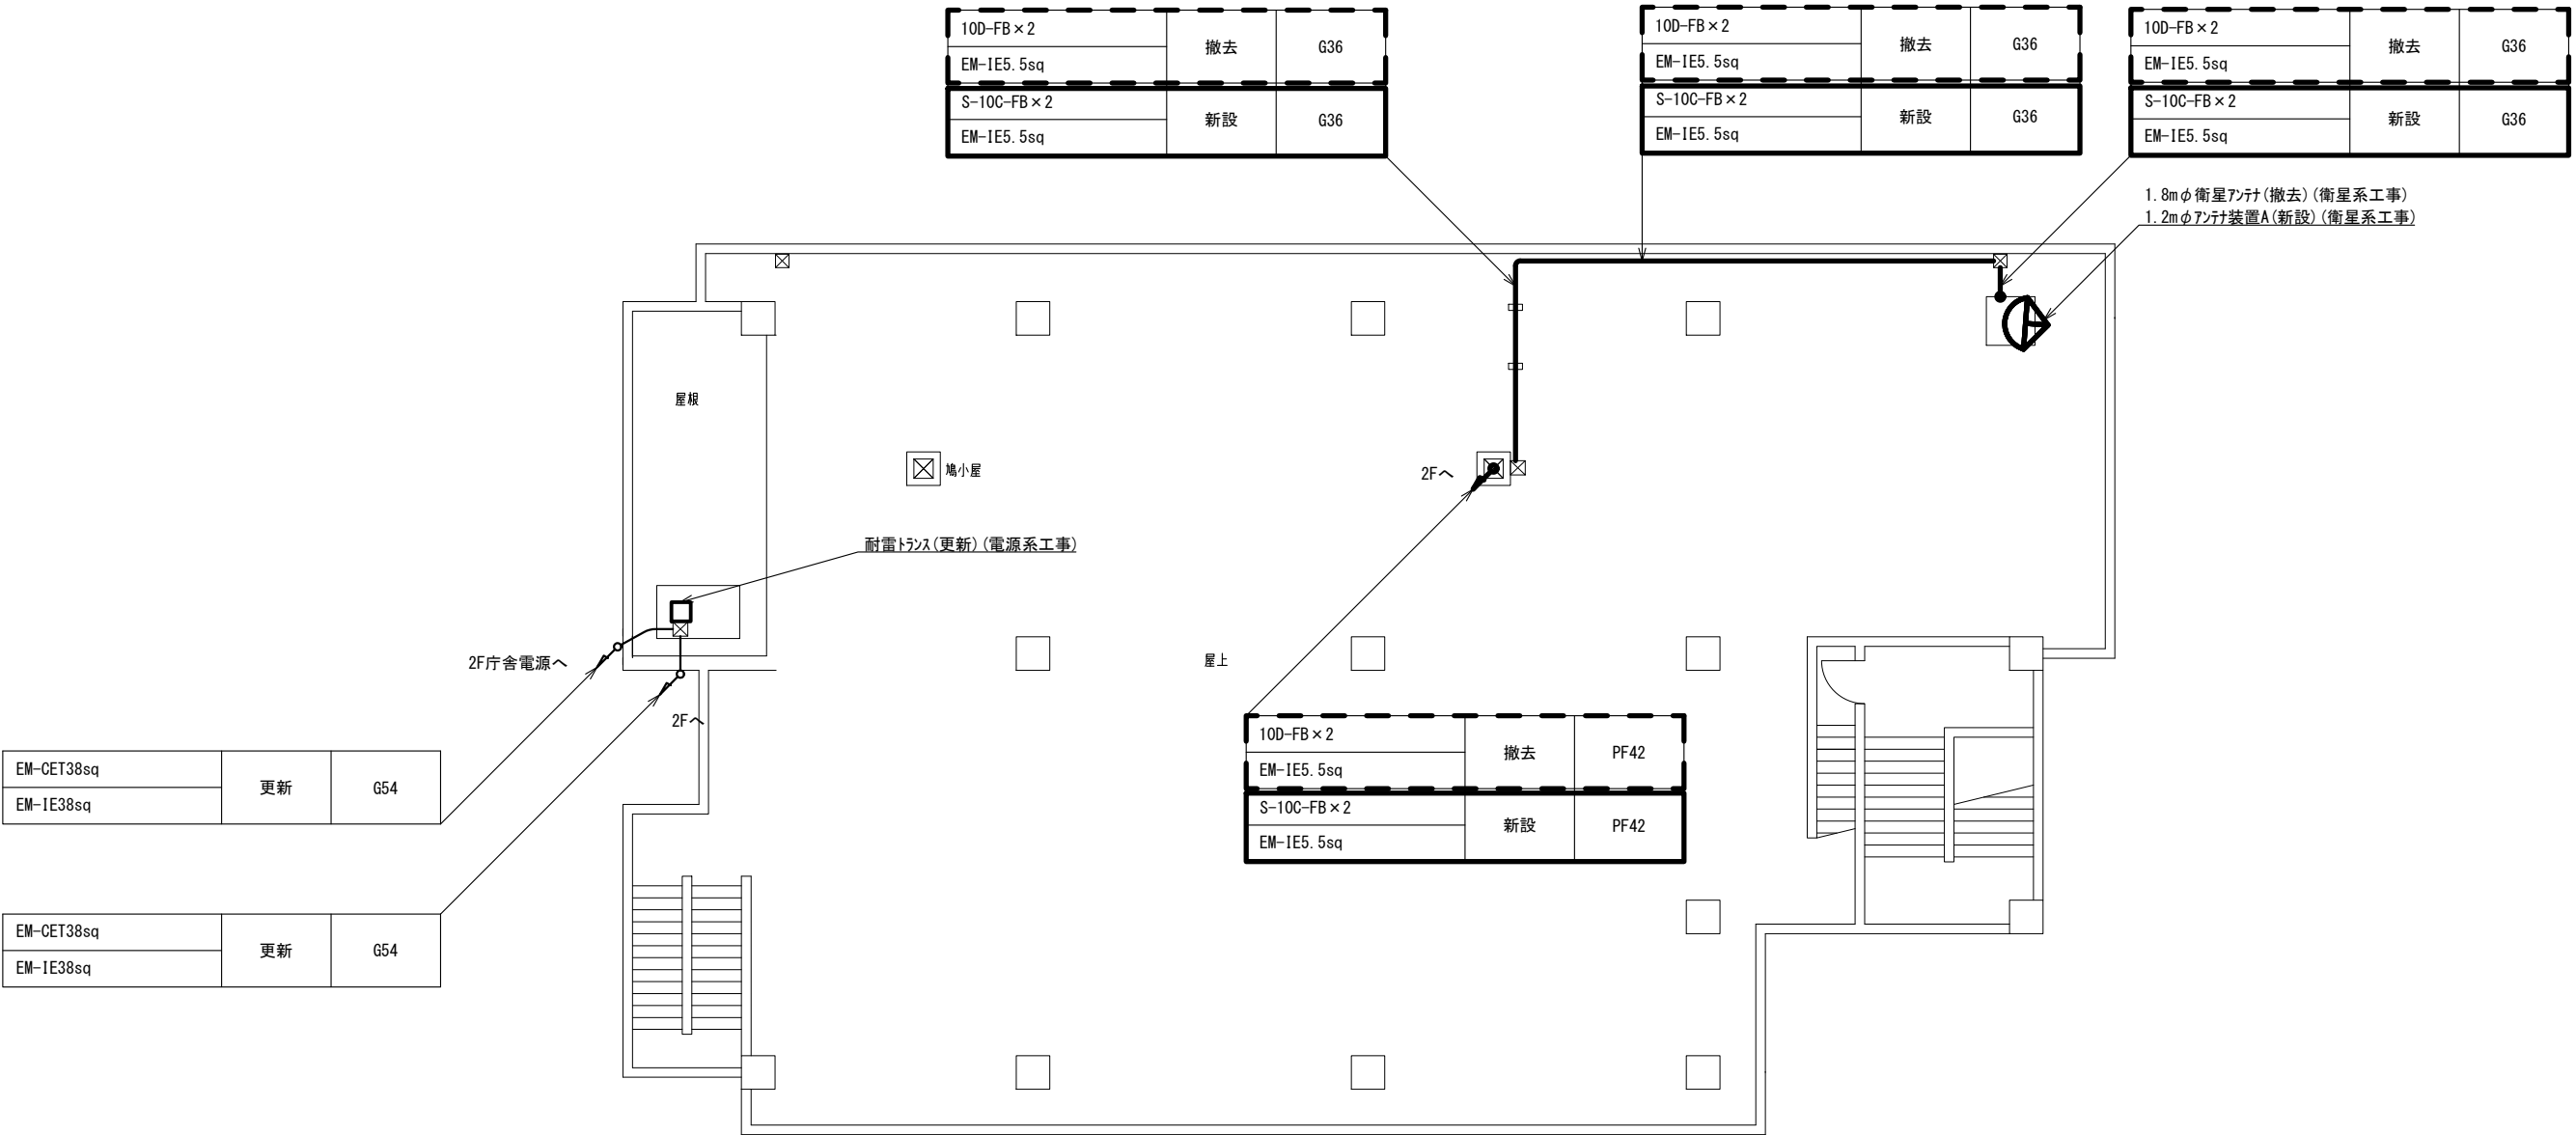 10D-FB×2
EM-IE5.5sq
撤去
G36
S-10C-FB×2
EM-IE5.5sq
新設
G36
10D-FB×2
EM-IE5.5sq
撤去
G36
S-10C-FB×2
EM-IE5.5sq
新設
G36
10D-FB×2
EM-IE5.5sq
撤去
G36
S-10C-FB×2
EM-IE5.5sq
新設
G36
1.8mφ衛星ｱﾝﾃﾅ(撤去)(衛星系工事)
1.2mφｱﾝﾃﾅ装置A(新設)(衛星系工事)
屋根
鳩小屋
2Fへ
耐雷ﾄﾗﾝｽ(更新)(電源系工事)
2F庁舎電源へ
屋上
2Fへ
10D-FB×2
EM-IE5.5sq
撤去
PF42
S-10C-FB×2
EM-IE5.5sq
新設
PF42
EM-CET38sq
EM-IE38sq
更新
G54
EM-CET38sq
EM-IE38sq
更新
G54